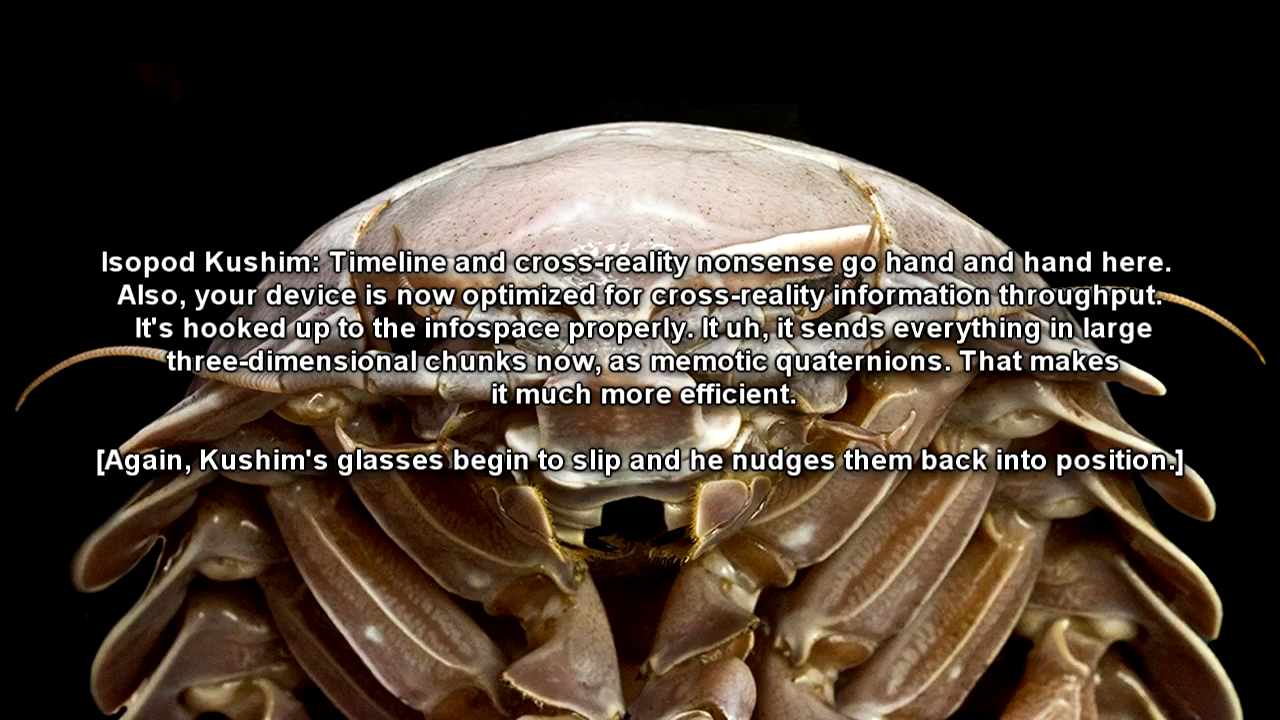 Isopod Kushim: Timeline and cross-reality nonsense go hand and hand here.
Also, your device is now optimized for cross-reality information throughput.
It's hooked up to the infospace properly. It uh, it sends everything in large
three-dimensional chunks now, as memotic quaternions. That makes
it much more efficient.
[Again, Kushim's glasses begin to slip and he nudges them back into position.]